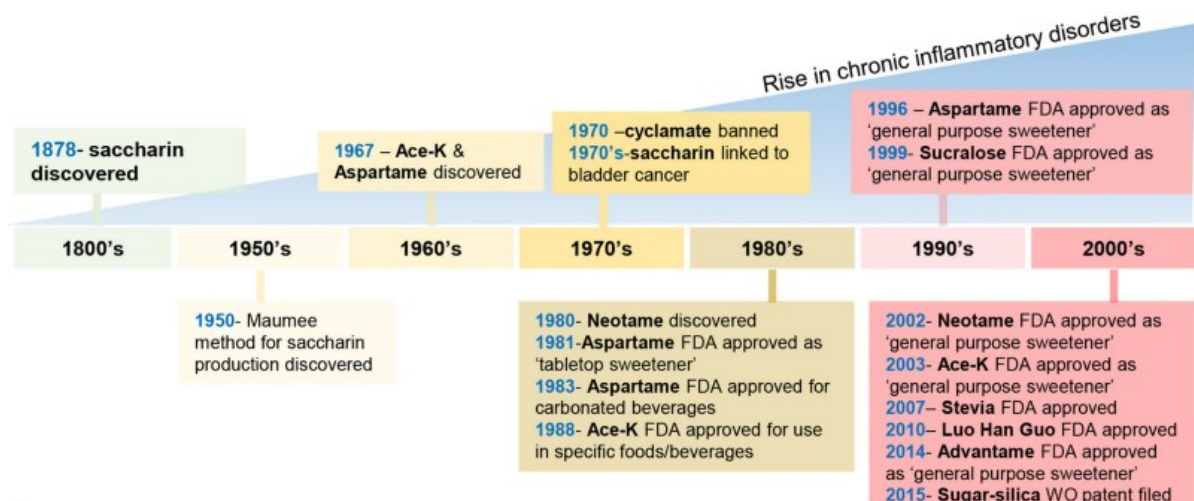 Rise in chronic inflammatory disorders
1878- saccharin
discovered
1967 – Ace-K &
Aspartame discovered
1970 –cyclamate banned
1970's-saccharin linked to
bladder cancer
1996 – Aspartame FDA approved as
‘general purpose sweetener’
1999- Sucralose FDA approved as
‘general purpose sweetener’
1800's
1950's
1960's
1970's
1980's
1990's
2000's
1950- Maumee
method for saccharin
production discovered
1980- Neotame discovered
1981-Aspartame FDA approved as
‘tabletop sweetener’
1983- Aspartame FDA approved for
carbonated beverages
1988- Ace-K FDA approved for use
in specific foods/beverages
2002- Neotame FDA approved as
‘general purpose sweetener’
2003- Ace-K FDA approved as
‘general purpose sweetener’
2007– Stevia FDA approved
2010– Luo Han Guo FDA approved
2014- Advantame FDA approved
as ‘general purpose sweetener’
2015- Sugar-silica WO patent filed